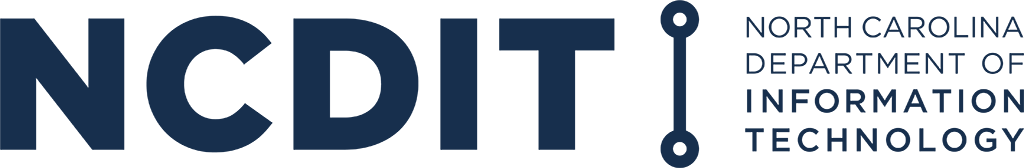 NCDIT
NORTH CAROLINA
DEPARTMENT OF
INFORMATION
TECHNOLOGY